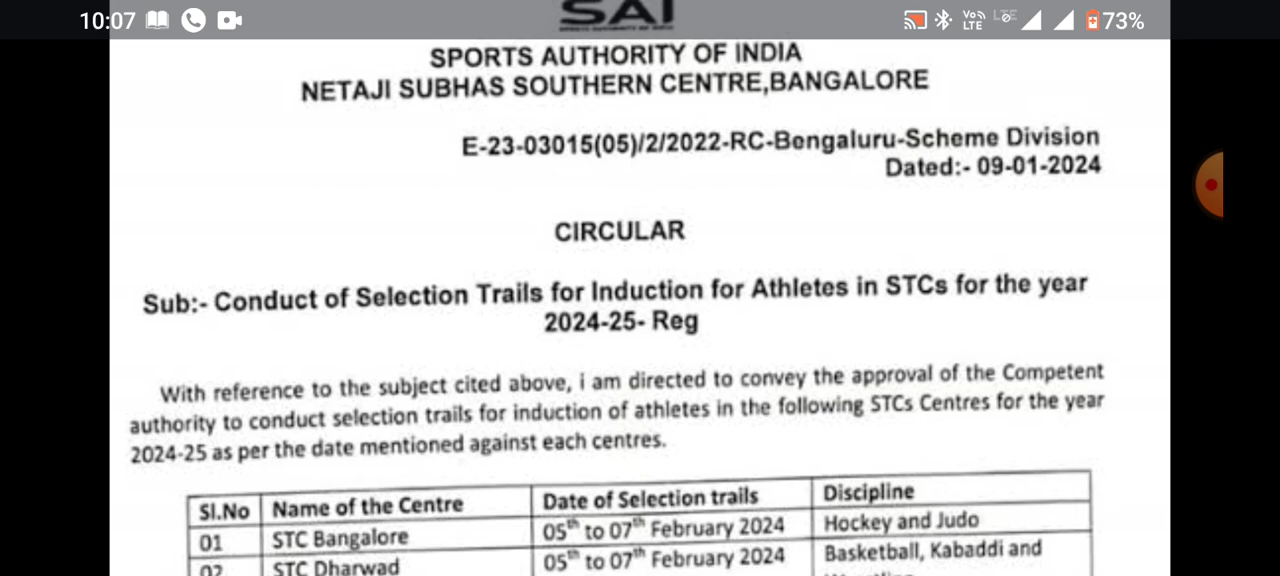 10:07
Vo LTE
LTE
73%
SAI
SPORTS AUTHORITY OF INDIA
NETAJI SUBHAS SOUTHERN CENTRE,BANGALORE
E-23-03015(05)/2/2022-RC-Bengaluru-Scheme Division
Dated:- 09-01-2024
CIRCULAR
Sub:- Conduct of Selection Trails for Induction for Athletes in STCs for the year
2024-25- Reg
With reference to the subject cited above, i am directed to convey the approval of the Competent
authority to conduct selection trails for induction of athletes in the following STCs Centres for the year
2024-25 as per the date mentioned against each centres.
Sl.No Name of the Centre Date of Selection trails Discipline
01 STC Bangalore 05th to 07th February 2024 Hockey and Judo
02 STC Dharwad 05th to 07th February 2024 Basketball, Kabaddi and